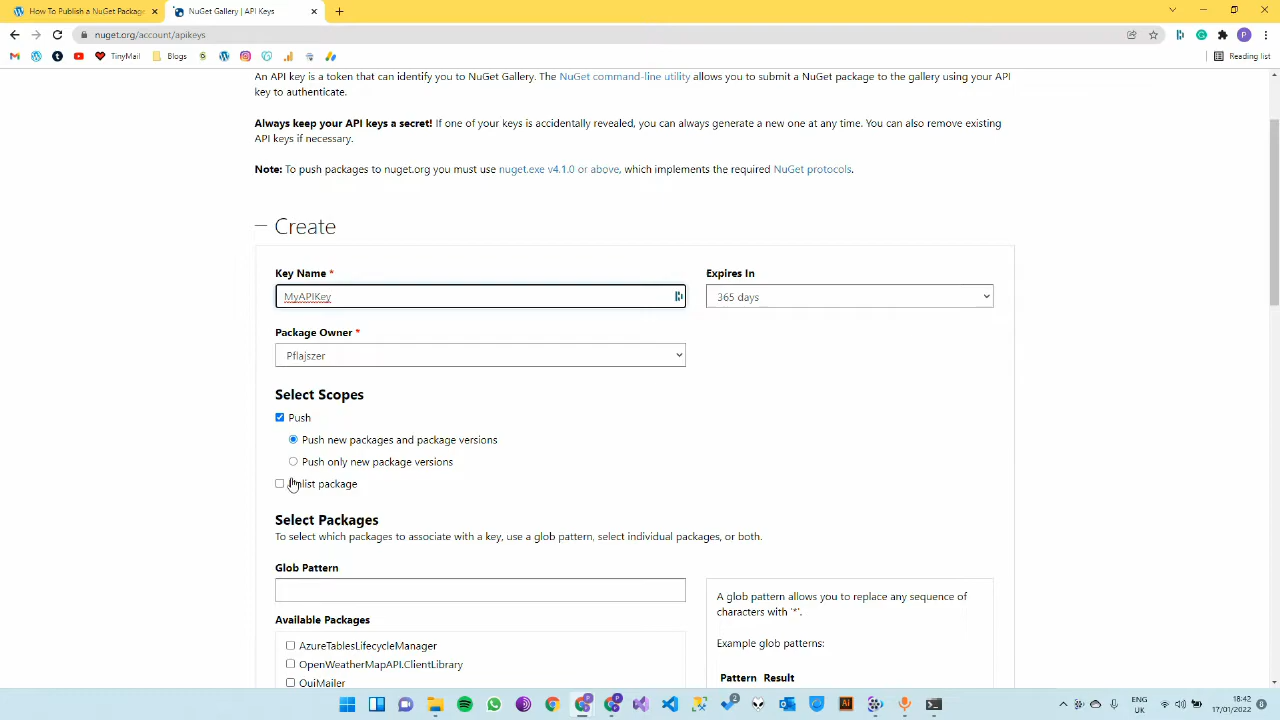 How To Publish a NuGet Package
NuGet Gallery | API Keys
nuget.org/account/apikeys
P
TinyMail
Blogs
Reading list
An API key is a token that can identify you to NuGet Gallery. The NuGet command-line utility allows you to submit a NuGet package to the gallery using your API
key to authenticate.
Always keep your API keys a secret! If one of your keys is accidentally revealed, you can always generate a new one at any time. You can also remove existing
API keys if necessary.
Note: To push packages to nuget.org you must use nuget.exe v4.1.0 or above, which implements the required NuGet protocols.
Create
Key Name *
Expires In
MyAPIKey
365 days
Package Owner *
Pflajszer
Select Scopes
Push
Push new packages and package versions
Push only new package versions
package
Select Packages
To select which packages to associate with a key, use a glob pattern, select individual packages, or both.
Glob Pattern
A glob pattern allows you to replace any sequence of
characters with '*'.
Available Packages
Example glob patterns:
AzureTablesLifecycleManager
OpenWeatherMapAPI.ClientLibrary
Pattern Result
OuiMailer
ENG
UK
18:42
17/01/2022